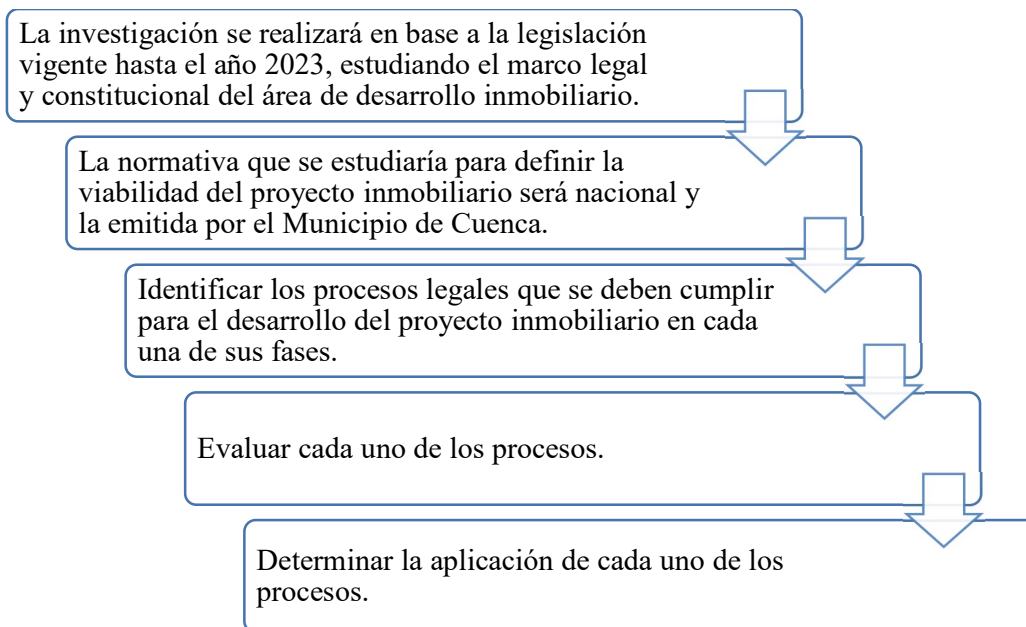 La investigación se realizará en base a la legislación
vigente hasta el año 2023, estudiando el marco legal
y constitucional del área de desarrollo inmobiliario.
La normativa que se estudiaría para definir la
viabilidad del proyecto inmobiliario será nacional y
la emitida por el Municipio de Cuenca.
Identificar los procesos legales que se deben cumplir
para el desarrollo del proyecto inmobiliario en cada
una de sus fases.
Evaluar cada uno de los procesos.
Determinar la aplicación de cada uno de los
procesos.